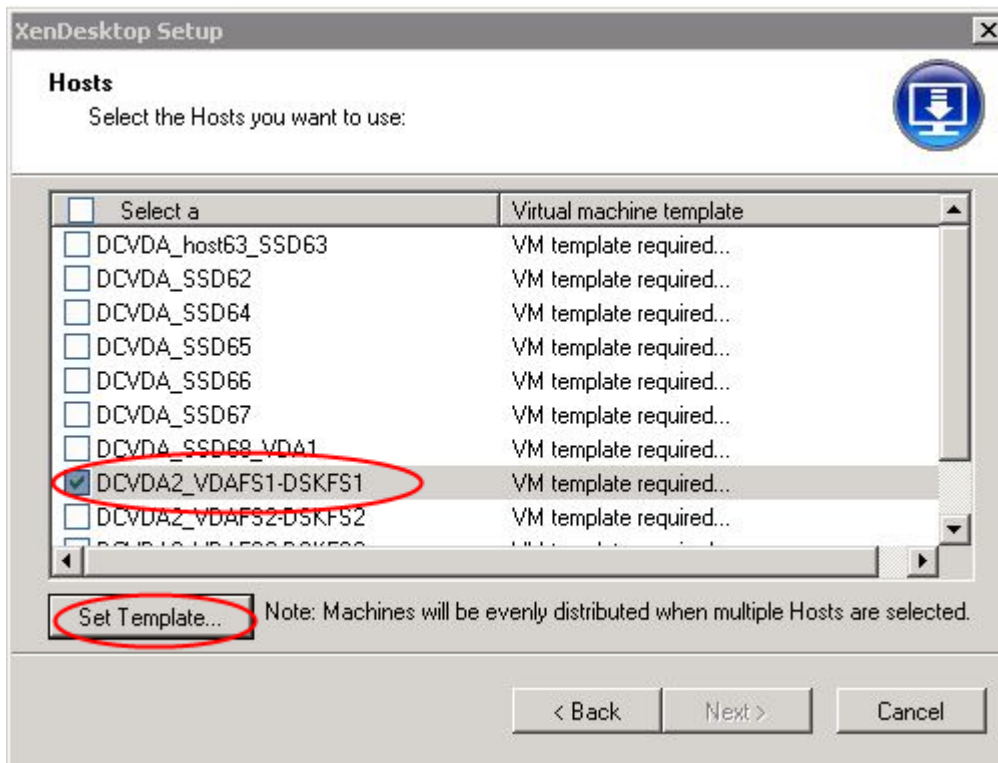 XenDesktop Setup
Hosts
Select the Hosts you want to use:
Select a Virtual machine template
DCVDA_host63_SSD63 VM template required...
DCVDA_SSD62 VM template required...
DCVDA_SSD64 VM template required...
DCVDA_SSD65 VM template required...
DCVDA_SSD66 VM template required...
DCVDA_SSD67 VM template required...
DCVDA_SSD68_VDA1 VM template required...
DCVDA2_VDAFS1-DSKFS1 VM template required...
DCVDA2_VDAFS2-DSKFS2 VM template required...
Set Template... Note: Machines will be evenly distributed when multiple Hosts are selected.
< Back Next > Cancel